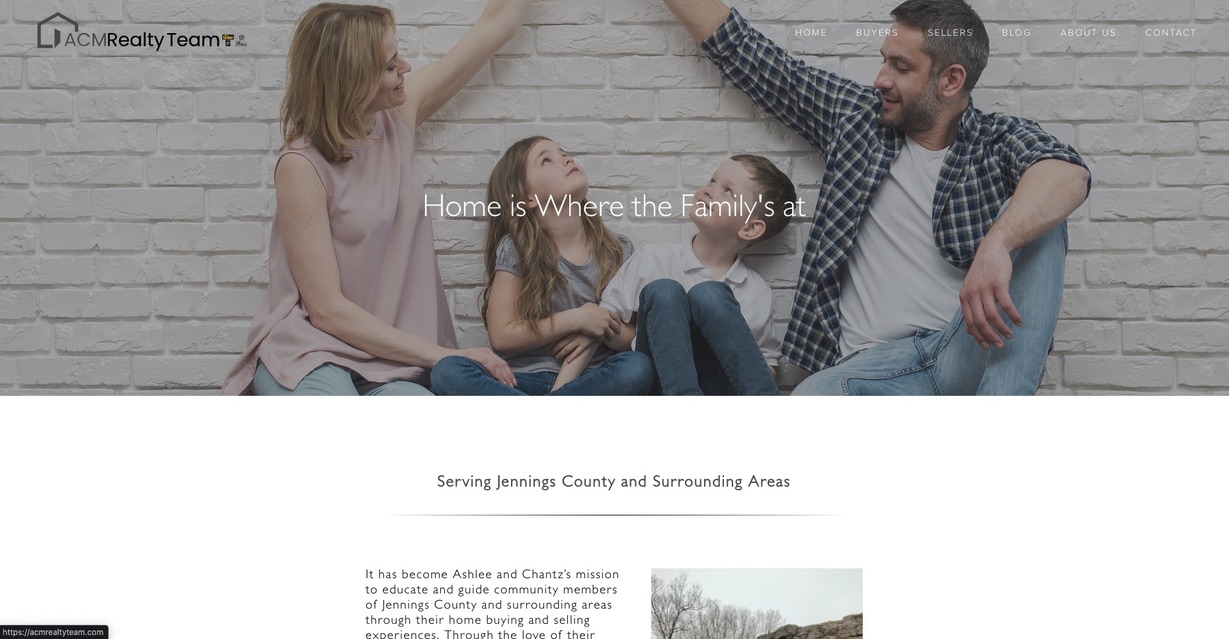 ACMRealty Team
HOME BUYERS SELLERS BLOG ABOUT US CONTACT
Home is Where the Family's at
Serving Jennings County and Surrounding Areas
It has become Ashlee and Chantz’s mission
to educate and guide community members
of Jennings County and surrounding areas
through their home buying and selling
experiences. Through the love of their
https://acmrealtyteam.com